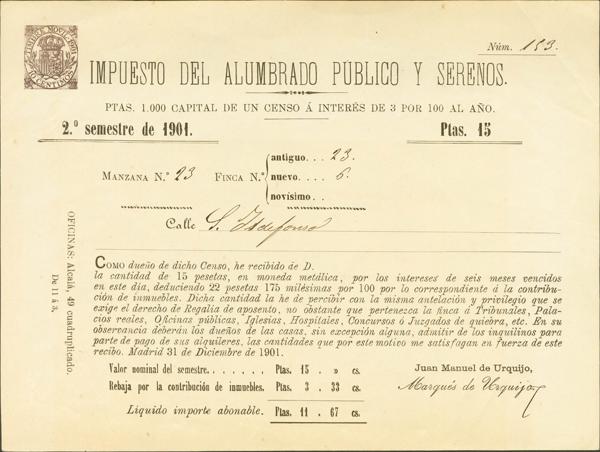 TIMBRE MOVIL 1901
10 CENTIMOS
Núm. 153.
IMPUESTO DEL ALUMBRADO PÚBLICO Y SERENOS.
PTAS. 1.000 CAPITAL DE UN CENSO Á INTERÉS DE 3 POR 100 AL AÑO.
2.º semestre de 1901.
Ptas. 15
MANZANA N.º 23 FINCA N.º
antiguo. . . 23.
nuevo . . . 6.
novísimo . .
Calle S. Ildefonso
OFICINAS: Alcalá, 49 cuadruplicado.
De 11 á 3,
COMO dueño de dicho Censo, he recibido de D.
la cantidad de 15 pesetas, en moneda metálica, por los intereses de seis meses vencidos
en este dia, deduciendo 22 pesetas 175 milésimas por 100 por lo correspondiente á la contribu-
ción de inmuebles. Dicha cantidad la he de percibir con la misma antelación y privilegio que se
exige el derecho de Regalia de aposento, no obstante que pertenezca la finca á Tribunales, Pala-
cios reales, Oficinas públicas, Iglesias, Hospitales, Concursos ó Juzgados de quiebra, etc. En su
observancia deberán los dueños de las casas, sin excepción alguna, admitir de los inquilinos para
parte de pago de sus alquileres, las cantidades que por este motivo me satisfagan en fuerza de este
recibo. Madrid 31 de Diciembre de 1901.
Valor nominal del semestre. . . . . . Ptas. 15 . » cs.
Rebaja por la contribución de inmuebles. Ptas. 3 . 33 cs.
Líquido importe abonable. Ptas. 11 . 67 cs.
Juan Manuel de Urquijo,
Marqués de Urquijo